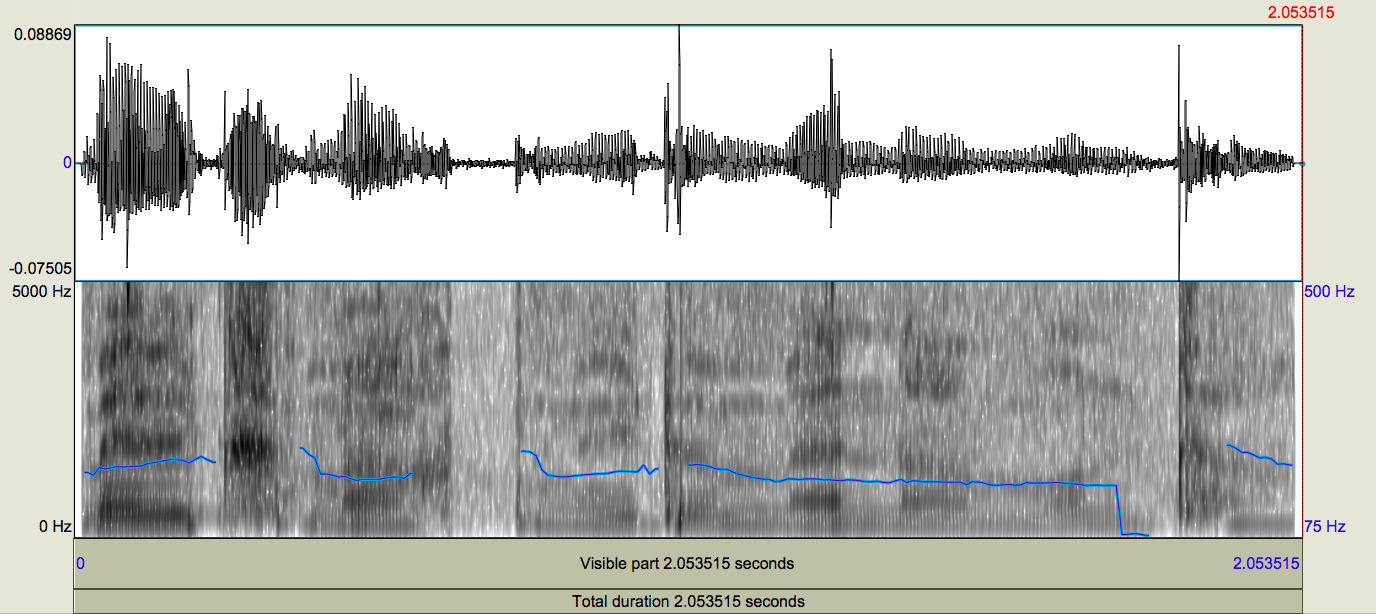 2.053515
0.08869
0
-0.07505
5000 Hz
500 Hz
0 Hz
75 Hz
0
Visible part 2.053515 seconds
2.053515
Total duration 2.053515 seconds